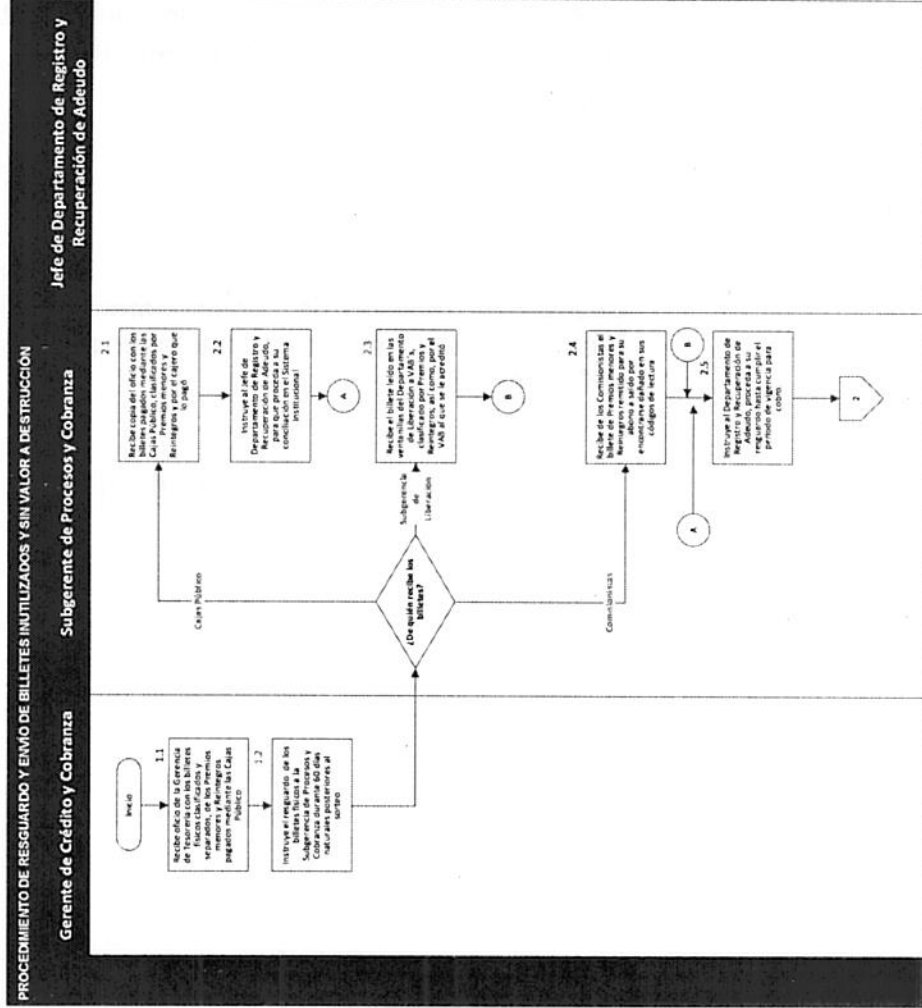 PROCEDIMIENTO DE RESGUARDO Y ENVIO DE BILLETES INUTILIZADOS Y SIN VALOR A DESTRUCCIÓN
Gerente de Crédito y Cobranza
Subgerente de Procesos y Cobranza
Jefe de Departamento de Registro y
Recuperación de Adeudo
Inicio
1.1
Recibe oficio de la Gerencia
de Tesorería con los billetes
físicos clasificados y
separados, de los Premios
menores y Reintegros
pagados mediante las Cajas
Público
1.2
Instruye el resguardo de los
billetes físicos a la
Subgerencia de Procesos y
Cobranza durante 60 días
naturales posteriores al
sorteo
¿De quién recibe los
billetes?
Cajas Público
Subgerencia
de
Liberación
Comisionistas
2.1
Recibe copia del oficio con los
billetes pagados mediante las
Cajas Público, clasificados por
Premios menores y
Reintegros y por el cajero que
lo pagó
2.2
Instruye al Jefe de
Departamento de Registro y
Recuperación de Adeudo,
para que proceda a su
conciliación en el Sistema
Institucional
A
2.3
Recibe el billete leído en las
ventanillas del Departamento
de Liberación VAB´s,
clasificado por Premios y
Reintegros, así como, por el
VAB al que se le acreditó
B
2.4
Recibe de los Comisionistas el
billete de Premios menores y
Reintegros remitido para su
abono a saldo por
encontrarse dañado en sus
códigos de lectura
A
B
2.5
Instruye al Departamento de
Registro y Recuperación de
Adeudo, proceda a su
resguardo hasta cumplir el
periodo de vigencia para
cobro
2